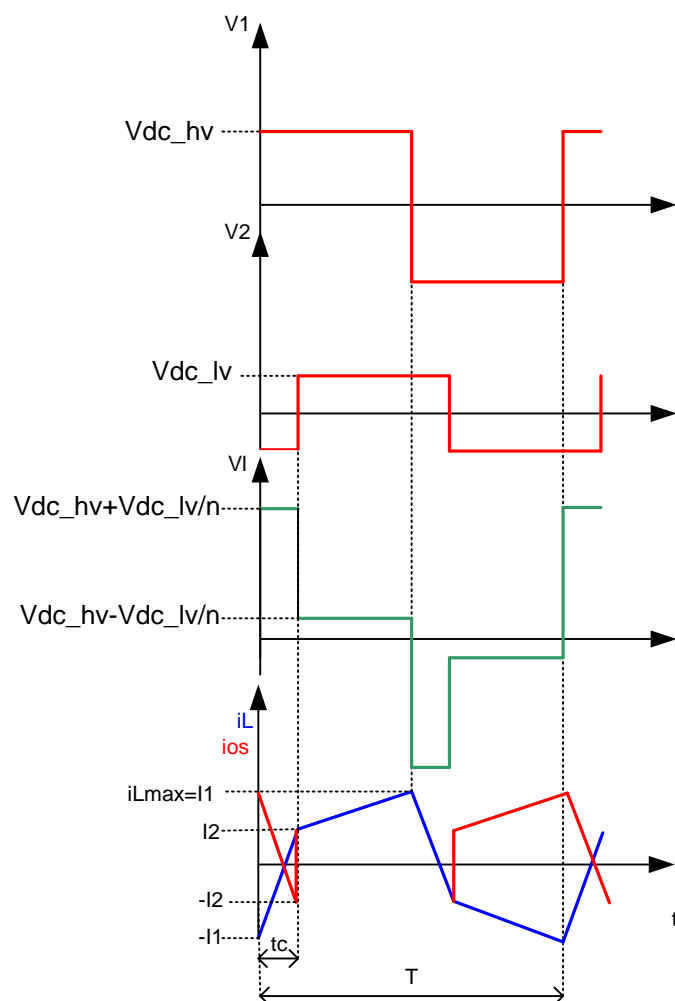 V1
Vdc_hv
V2
Vdc_lv
Vl
Vdc_hv+Vdc_lv/n
Vdc_hv-Vdc_lv/n
iL
ios
iLmax=I1
I2
-I2
-I1
tc
t
T